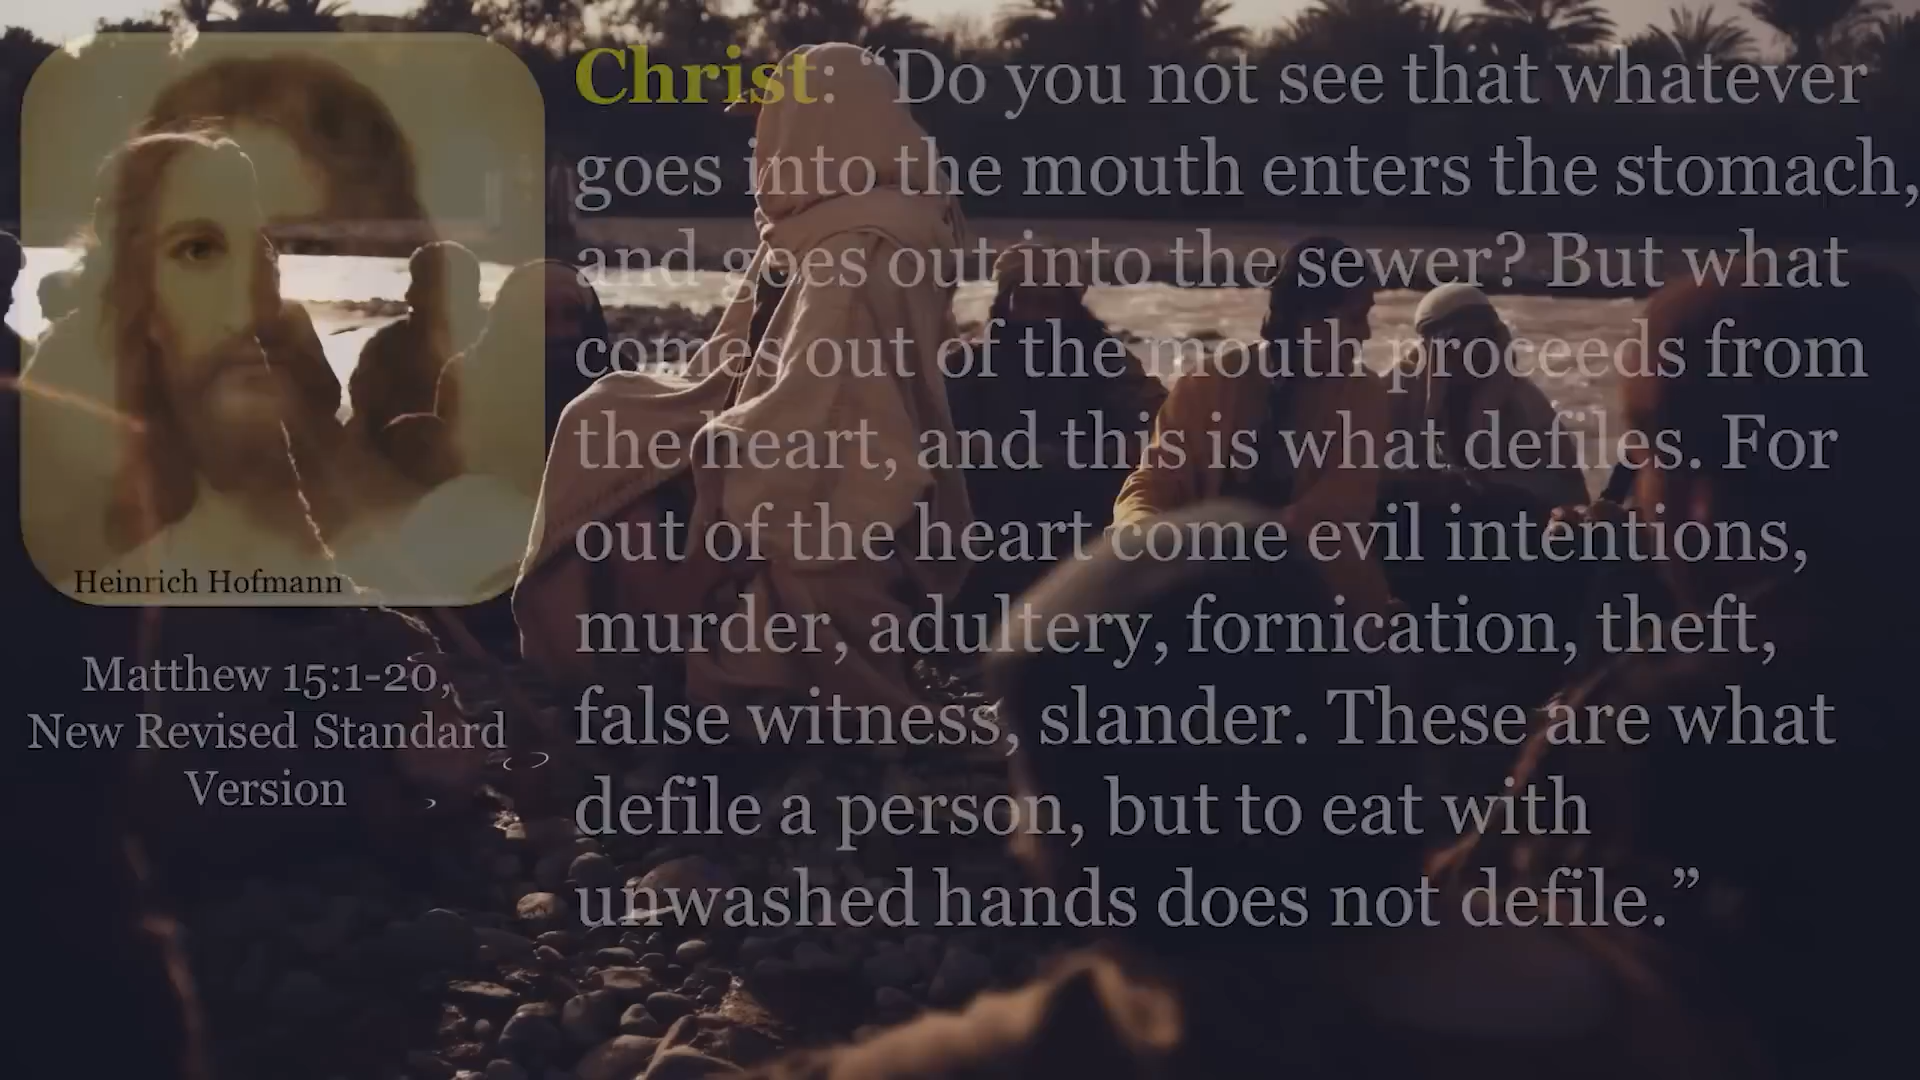 Christ: “Do you not see that whatever
goes into the mouth enters the stomach,
and goes out into the sewer? But what
comes out of the mouth proceeds from
the heart, and this is what defiles. For
out of the heart come evil intentions,
murder, adultery, fornication, theft,
false witness, slander. These are what
defile a person, but to eat with
unwashed hands does not defile.”
Heinrich Hofmann
Matthew 15:1-20,
New Revised Standard
Version